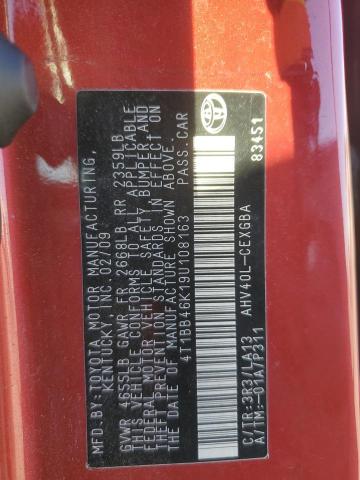 MFD.BY: TOYOTA MOTOR MANUFACTURING,
KENTUCKY, INC. 02/09
GVWR 4655LB GAWR FR 2668LB RR 2359LB
THIS VEHICLE CONFORMS TO ALL APPLICABLE
FEDERAL MOTOR VEHICLE SAFETY, BUMPER AND
THEFT PREVENTION STANDARDS IN EFFECT ON
THE DATE OF MANUFACTURE SHOWN ABOVE.
4T1BB46K19U108163 PASS.CAR
AHV40L-CEXGBA
C/TR:3R3/LA13
A/TM:-01A/P311
83451
TOYOTA